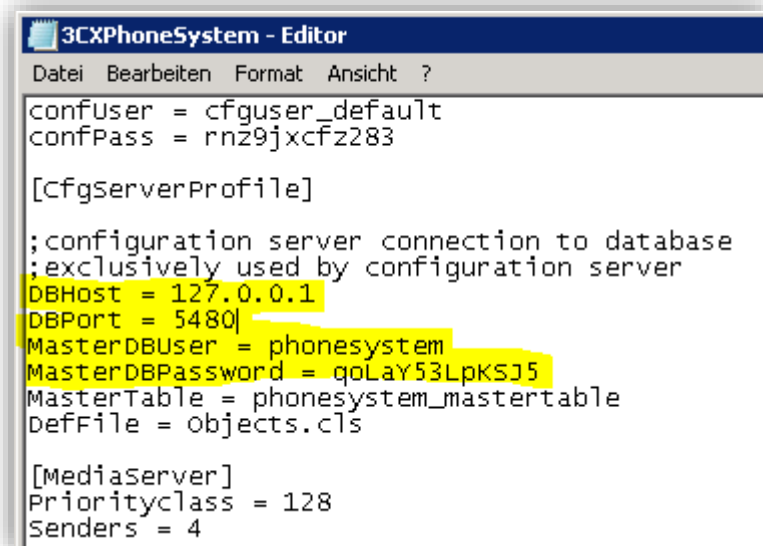 3CXPhoneSystem - Editor
Datei Bearbeiten Format Ansicht ?
confUser = cfguser_default
confPass = rnz9jxcfz283
[CfgServerProfile]
;configuration server connection to database
;exclusively used by configuration server
DBHost = 127.0.0.1
DBPort = 5480
MasterDBUser = phonesystem
MasterDBPassword = qoLaY53LpKSJ5
MasterTable = phonesystem_mastertable
DefFile = Objects.cls
[MediaServer]
Priorityclass = 128
Senders = 4